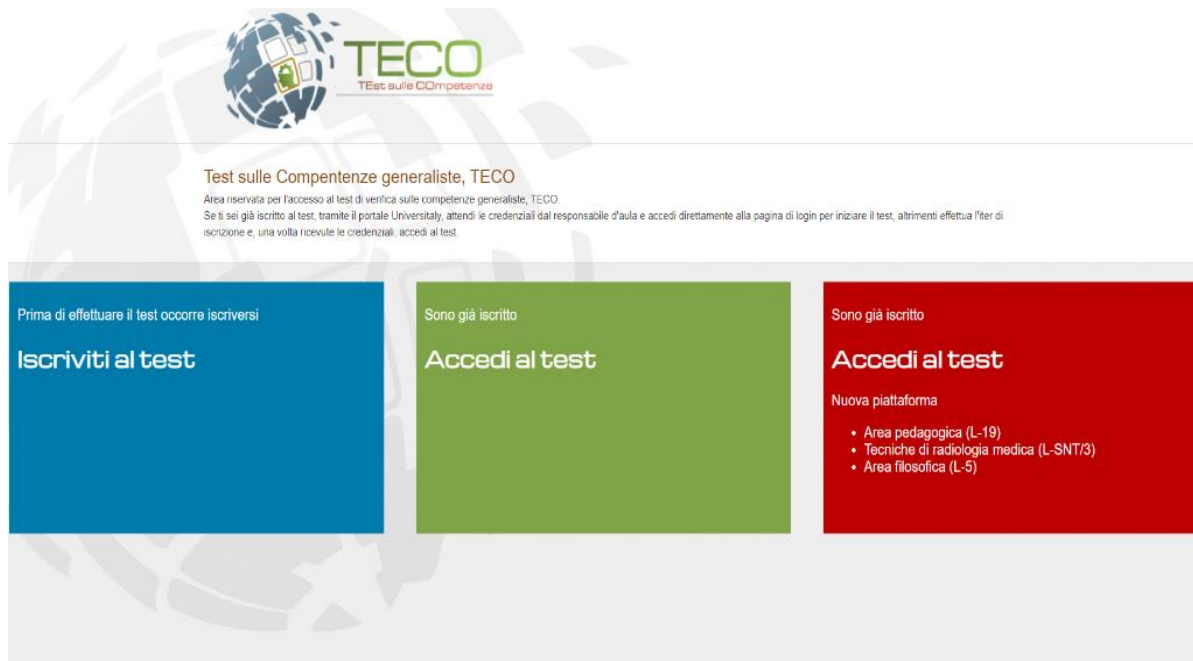 TECO
TEst sulle COmpetenze
Test sulle Compentenze generaliste, TECO
Area riservata per l'accesso al test di verifica sulle competenze generaliste, TECO.
Se ti sei già iscritto al test, tramite il portale Universitaly, attendi le credenziali dal responsabile d'aula e accedi direttamente alla pagina di login per iniziare il test, altrimenti effettua l'iter di
iscrizione e, una volta ricevute le credenziali, accedi al test.
Prima di effettuare il test occorre iscriversi
Iscriviti al test
Sono già iscritto
Accedi al test
Sono già iscritto
Accedi al test
Nuova piattaforma
• Area pedagogica (L-19)
• Tecniche di radiologia medica (L-SNT/3)
• Area filosofica (L-5)